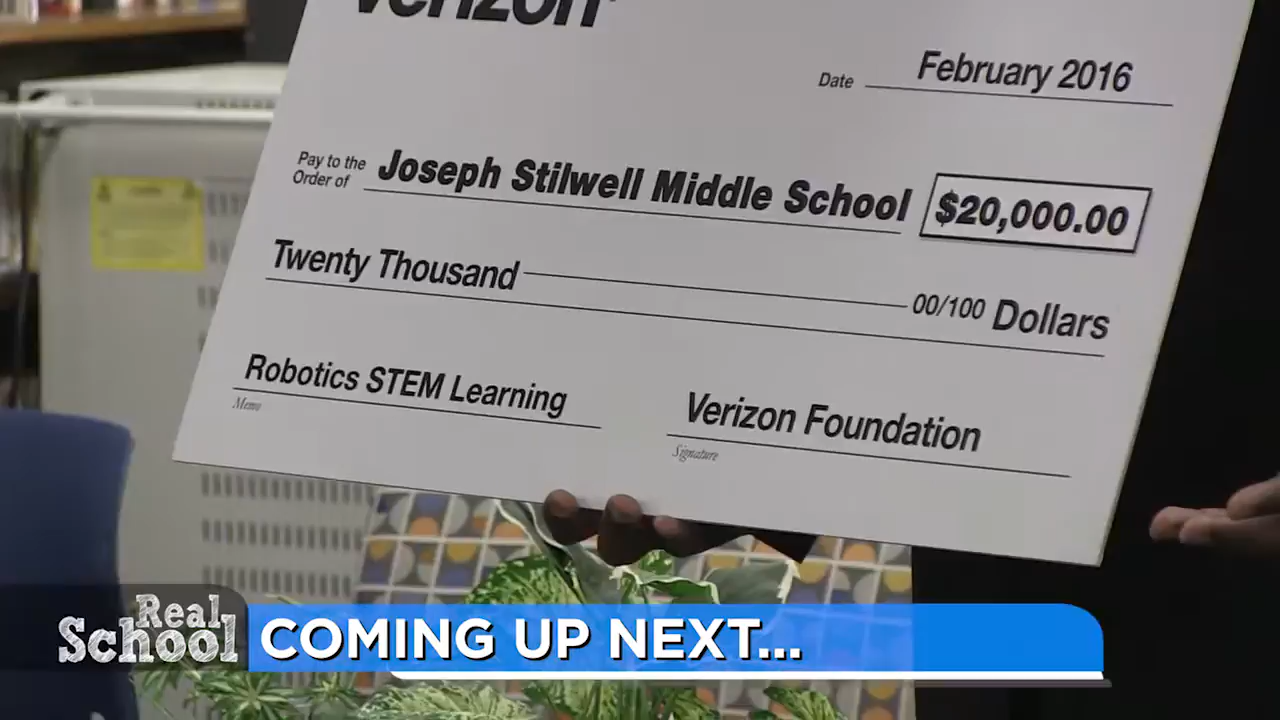 verizon
Date February 2016
Pay to the
Order of Joseph Stilwell Middle School $20,000.00
Twenty Thousand 00/100 Dollars
Robotics STEM Learning
Memo
Verizon Foundation
Signature
Real
School
COMING UP NEXT...